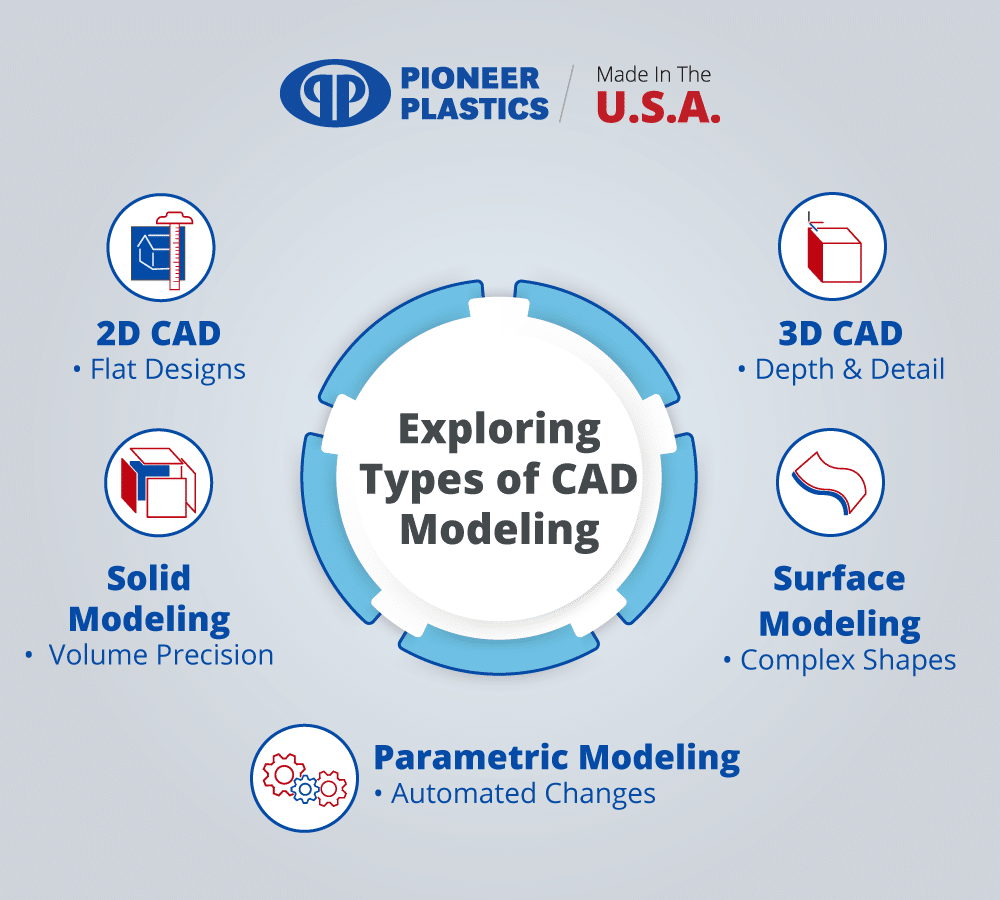 PIONEER
PLASTICS
Made In The
U.S.A.
2D CAD
• Flat Designs
3D CAD
• Depth & Detail
Exploring
Types of CAD
Modeling
Solid
Modeling
• Volume Precision
Surface
Modeling
• Complex Shapes
Parametric Modeling
• Automated Changes